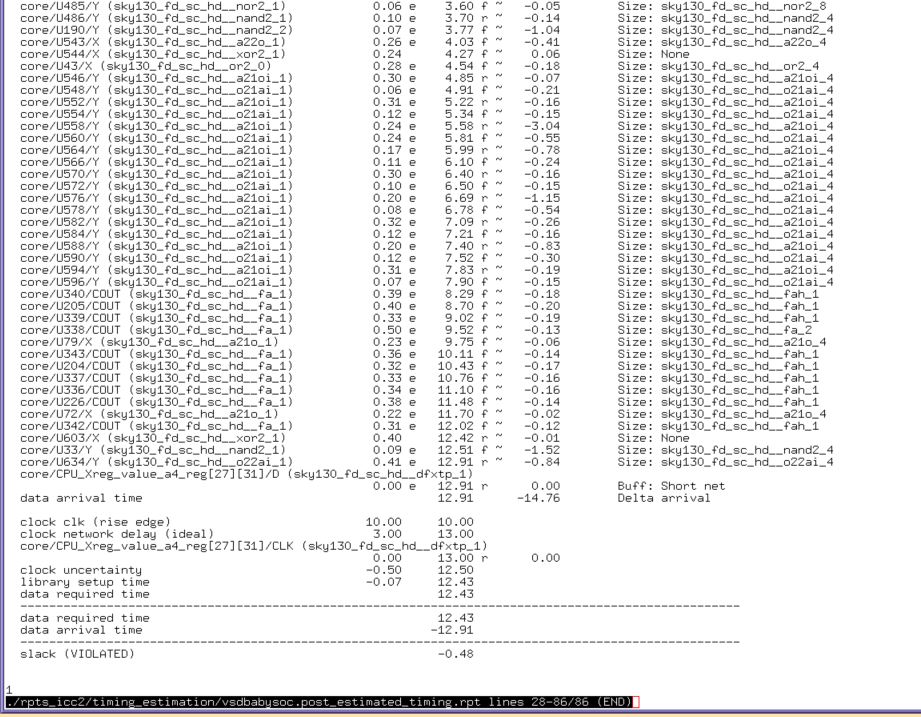 core/U485/Y (sky130_fd_sc_hd__nor2_1) 0.06 e 3.60 f ~ -0.05 Size: sky130_fd_sc_hd__nor2_8
core/U486/Y (sky130_fd_sc_hd__nand2_1) 0.10 e 3.70 r ~ -0.14 Size: sky130_fd_sc_hd__nand2_4
core/U190/Y (sky130_fd_sc_hd__nand2_2) 0.07 e 3.77 f ~ -1.04 Size: sky130_fd_sc_hd__nand2_4
core/U543/X (sky130_fd_sc_hd__a22o_1) 0.26 e 4.03 f ~ -0.41 Size: sky130_fd_sc_hd__a22o_4
core/U544/X (sky130_fd_sc_hd__xor2_1) 0.24 4.27 f ~ 0.06 Size: None
core/U43/X (sky130_fd_sc_hd__or2_0) 0.28 e 4.54 f ~ -0.18 Size: sky130_fd_sc_hd__or2_4
core/U546/Y (sky130_fd_sc_hd__a21oi_1) 0.30 e 4.85 r ~ -0.07 Size: sky130_fd_sc_hd__a21oi_4
core/U548/Y (sky130_fd_sc_hd__o21ai_1) 0.06 e 4.91 f ~ -0.21 Size: sky130_fd_sc_hd__o21ai_4
core/U552/Y (sky130_fd_sc_hd__a21oi_1) 0.31 e 5.22 r ~ -0.16 Size: sky130_fd_sc_hd__a21oi_4
core/U554/Y (sky130_fd_sc_hd__o21ai_1) 0.12 e 5.34 f ~ -0.15 Size: sky130_fd_sc_hd__o21ai_4
core/U558/Y (sky130_fd_sc_hd__a21oi_1) 0.24 e 5.58 r ~ -3.04 Size: sky130_fd_sc_hd__a21oi_4
core/U560/Y (sky130_fd_sc_hd__o21ai_1) 0.24 e 5.81 f ~ -0.55 Size: sky130_fd_sc_hd__o21ai_4
core/U564/Y (sky130_fd_sc_hd__a21oi_1) 0.17 e 5.99 r ~ -0.78 Size: sky130_fd_sc_hd__a21oi_4
core/U566/Y (sky130_fd_sc_hd__o21ai_1) 0.11 e 6.10 f ~ -0.24 Size: sky130_fd_sc_hd__o21ai_4
core/U570/Y (sky130_fd_sc_hd__a21oi_1) 0.30 e 6.40 r ~ -0.16 Size: sky130_fd_sc_hd__a21oi_4
core/U572/Y (sky130_fd_sc_hd__o21ai_1) 0.10 e 6.50 f ~ -0.15 Size: sky130_fd_sc_hd__o21ai_4
core/U576/Y (sky130_fd_sc_hd__a21oi_1) 0.20 e 6.69 r ~ -1.15 Size: sky130_fd_sc_hd__a21oi_4
core/U578/Y (sky130_fd_sc_hd__o21ai_1) 0.08 e 6.78 f ~ -0.54 Size: sky130_fd_sc_hd__o21ai_4
core/U582/Y (sky130_fd_sc_hd__a21oi_1) 0.32 e 7.09 r ~ -0.26 Size: sky130_fd_sc_hd__a21oi_4
core/U584/Y (sky130_fd_sc_hd__o21ai_1) 0.12 e 7.21 f ~ -0.16 Size: sky130_fd_sc_hd__o21ai_4
core/U588/Y (sky130_fd_sc_hd__a21oi_1) 0.20 e 7.40 r ~ -0.83 Size: sky130_fd_sc_hd__a21oi_4
core/U590/Y (sky130_fd_sc_hd__o21ai_1) 0.12 e 7.52 f ~ -0.30 Size: sky130_fd_sc_hd__o21ai_4
core/U594/Y (sky130_fd_sc_hd__a21oi_1) 0.31 e 7.83 r ~ -0.19 Size: sky130_fd_sc_hd__a21oi_4
core/U596/Y (sky130_fd_sc_hd__o21ai_1) 0.07 e 7.90 f ~ -0.15 Size: sky130_fd_sc_hd__o21ai_4
core/U340/COUT (sky130_fd_sc_hd__fa_1) 0.39 e 8.29 f ~ -0.18 Size: sky130_fd_sc_hd__fah_1
core/U205/COUT (sky130_fd_sc_hd__fa_1) 0.40 e 8.70 f ~ -0.20 Size: sky130_fd_sc_hd__fah_1
core/U339/COUT (sky130_fd_sc_hd__fa_1) 0.33 e 9.02 f ~ -0.19 Size: sky130_fd_sc_hd__fah_1
core/U338/COUT (sky130_fd_sc_hd__fa_1) 0.50 e 9.52 f ~ -0.13 Size: sky130_fd_sc_hd__fa_2
core/U79/X (sky130_fd_sc_hd__a21o_1) 0.23 e 9.75 f ~ -0.06 Size: sky130_fd_sc_hd__a21o_4
core/U343/COUT (sky130_fd_sc_hd__fa_1) 0.36 e 10.11 f ~ -0.14 Size: sky130_fd_sc_hd__fah_1
core/U204/COUT (sky130_fd_sc_hd__fa_1) 0.32 e 10.43 f ~ -0.17 Size: sky130_fd_sc_hd__fah_1
core/U337/COUT (sky130_fd_sc_hd__fa_1) 0.33 e 10.76 f ~ -0.16 Size: sky130_fd_sc_hd__fah_1
core/U336/COUT (sky130_fd_sc_hd__fa_1) 0.34 e 11.10 f ~ -0.16 Size: sky130_fd_sc_hd__fah_1
core/U226/COUT (sky130_fd_sc_hd__fa_1) 0.38 e 11.48 f ~ -0.14 Size: sky130_fd_sc_hd__fah_1
core/U72/X (sky130_fd_sc_hd__a21o_1) 0.22 e 11.70 f ~ -0.02 Size: sky130_fd_sc_hd__a21o_4
core/U342/COUT (sky130_fd_sc_hd__fa_1) 0.31 e 12.02 f ~ -0.12 Size: sky130_fd_sc_hd__fah_1
core/U603/X (sky130_fd_sc_hd__xor2_1) 0.40 12.42 r ~ -0.01 Size: None
core/U33/Y (sky130_fd_sc_hd__nand2_1) 0.09 e 12.51 f ~ -1.52 Size: sky130_fd_sc_hd__nand2_4
core/U634/Y (sky130_fd_sc_hd__o22ai_1) 0.41 e 12.91 r ~ -0.84 Size: sky130_fd_sc_hd__o22ai_4
core/CPU_Xreg_value_a4_reg[27][31]/D (sky130_fd_sc_hd__dfxtp_1)
0.00 e 12.91 r 0.00 Buff: Short net
data arrival time 12.91 -14.76 Delta arrival
clock clk (rise edge) 10.00 10.00
clock network delay (ideal) 3.00 13.00
core/CPU_Xreg_value_a4_reg[27][31]/CLK (sky130_fd_sc_hd__dfxtp_1)
0.00 13.00 r 0.00
clock uncertainty -0.50 12.50
library setup time -0.07 12.43
data required time 12.43
--------------------------------------------------------------------------------
data required time 12.43
data arrival time -12.91
--------------------------------------------------------------------------------
slack (VIOLATED) -0.48
1
./rpts_icc2/timing_estimation/vsdbabysoc.post_estimated_timing.rpt lines 28-86/86 (END)